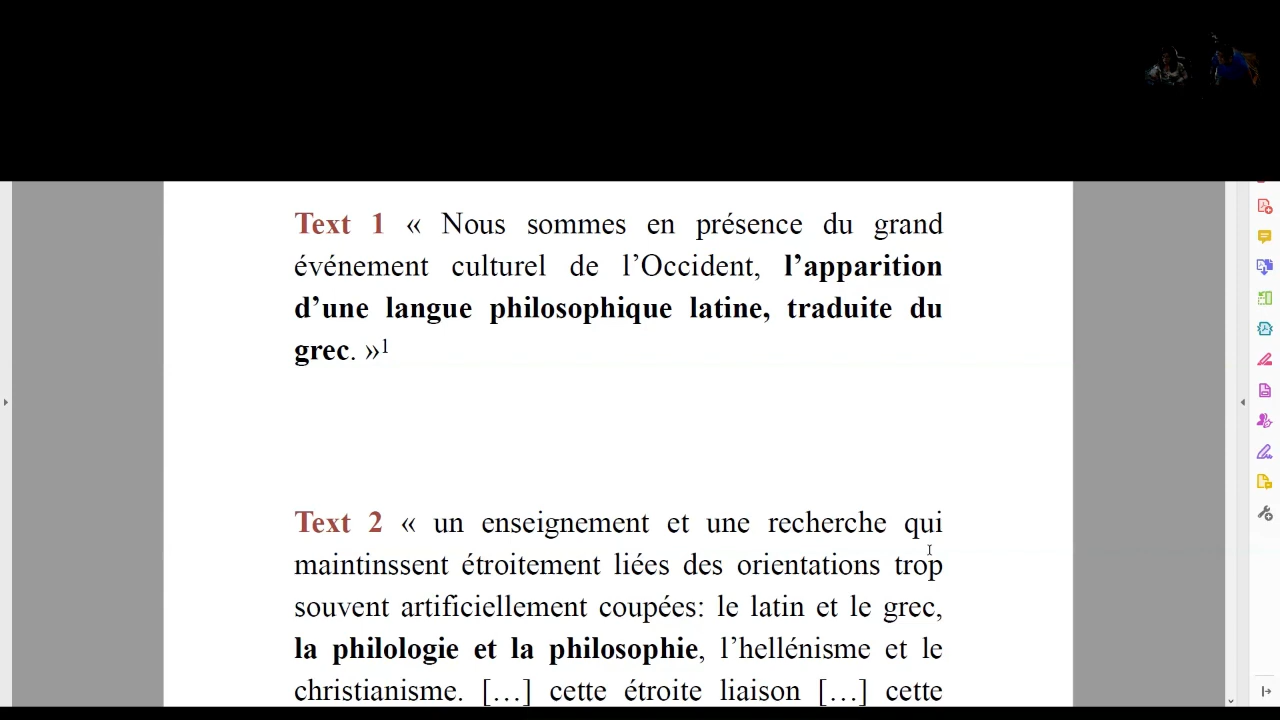 Text 1 « Nous sommes en présence du grand
événement culturel de l’Occident, l’apparition
d’une langue philosophique latine, traduite du
grec. »1
Text 2 « un enseignement et une recherche qui
maintinssent étroitement liées des orientations trop
souvent artificiellement coupées: le latin et le grec,
la philologie et la philosophie, l’hellénisme et le
christianisme. […] cette étroite liaison […] cette